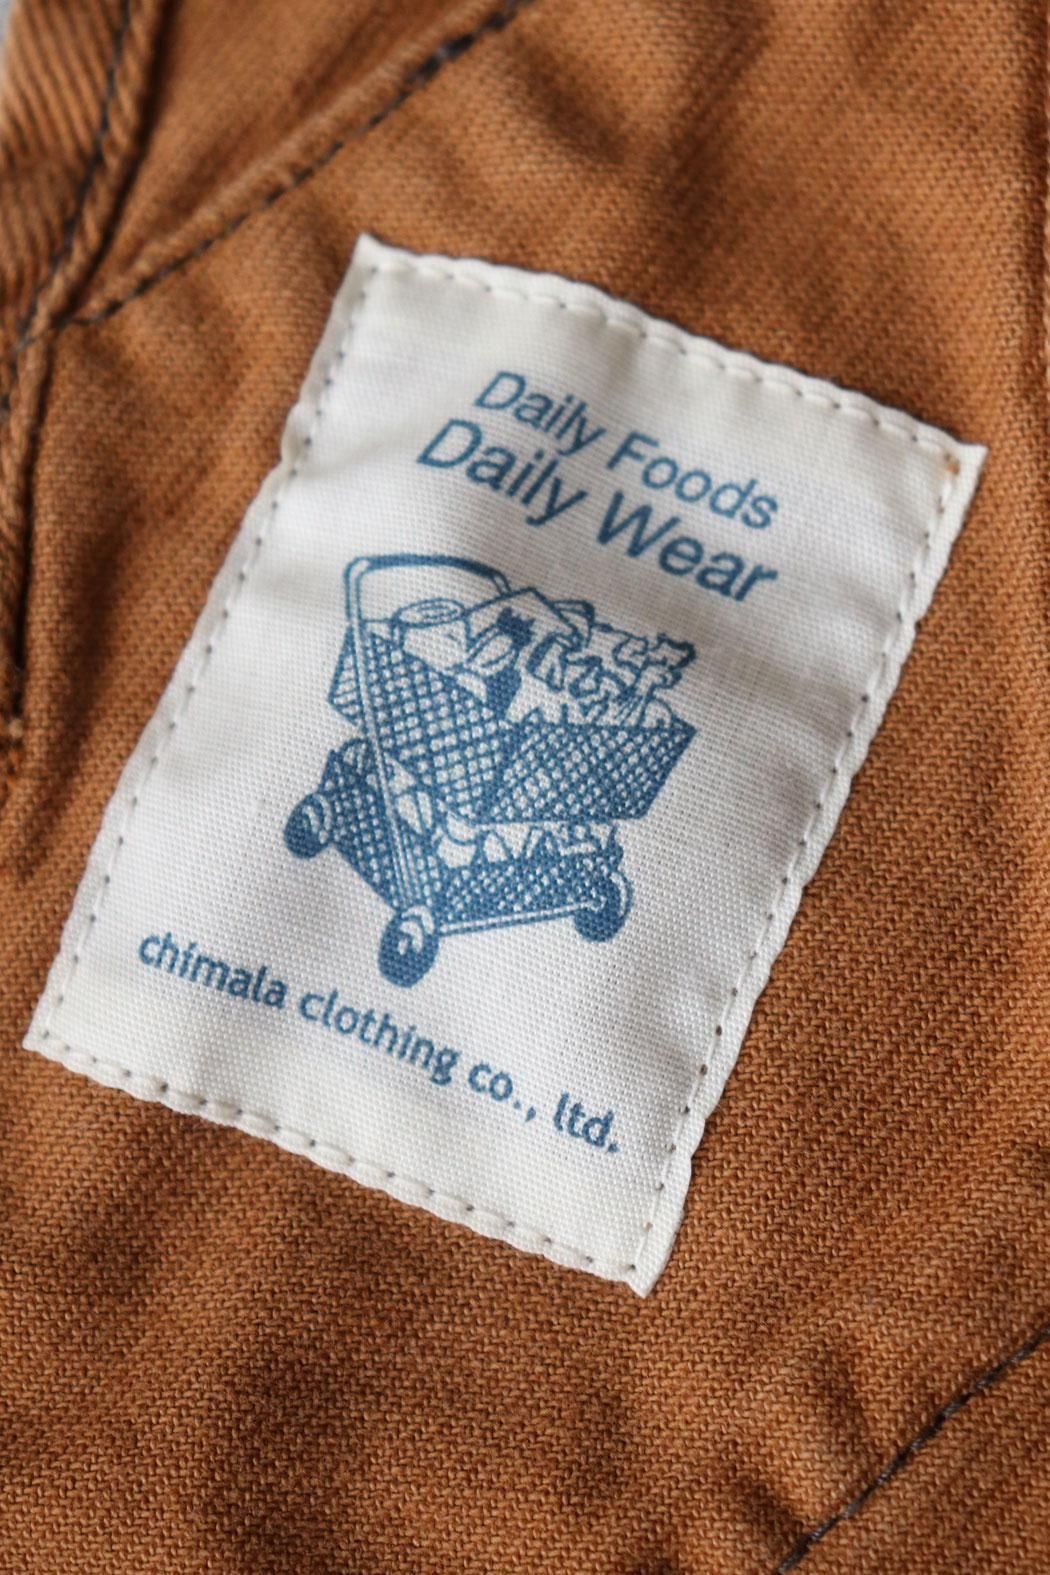 Daily Foods
Daily Wear
chimala clothing co., ltd.